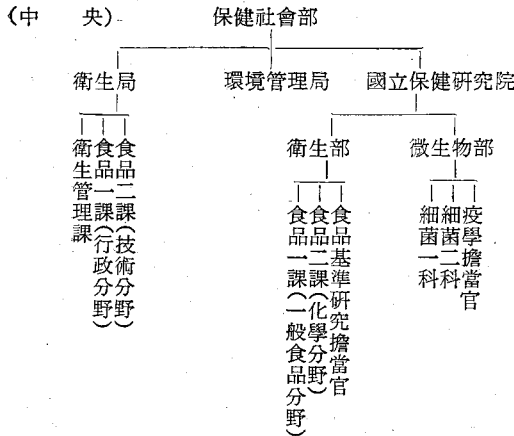 (中　　央)
保健社會部
衛生局
環境管理局
國立保健硏究院
衛生管理課
食品一課(行政分野)
食品二課(技術分野)
衛生部
微生物部
食品一課(一般食品分野)
食品二課(化學分野)
食品基準硏究擔當官
細菌一科
細菌二科
疫學擔當官